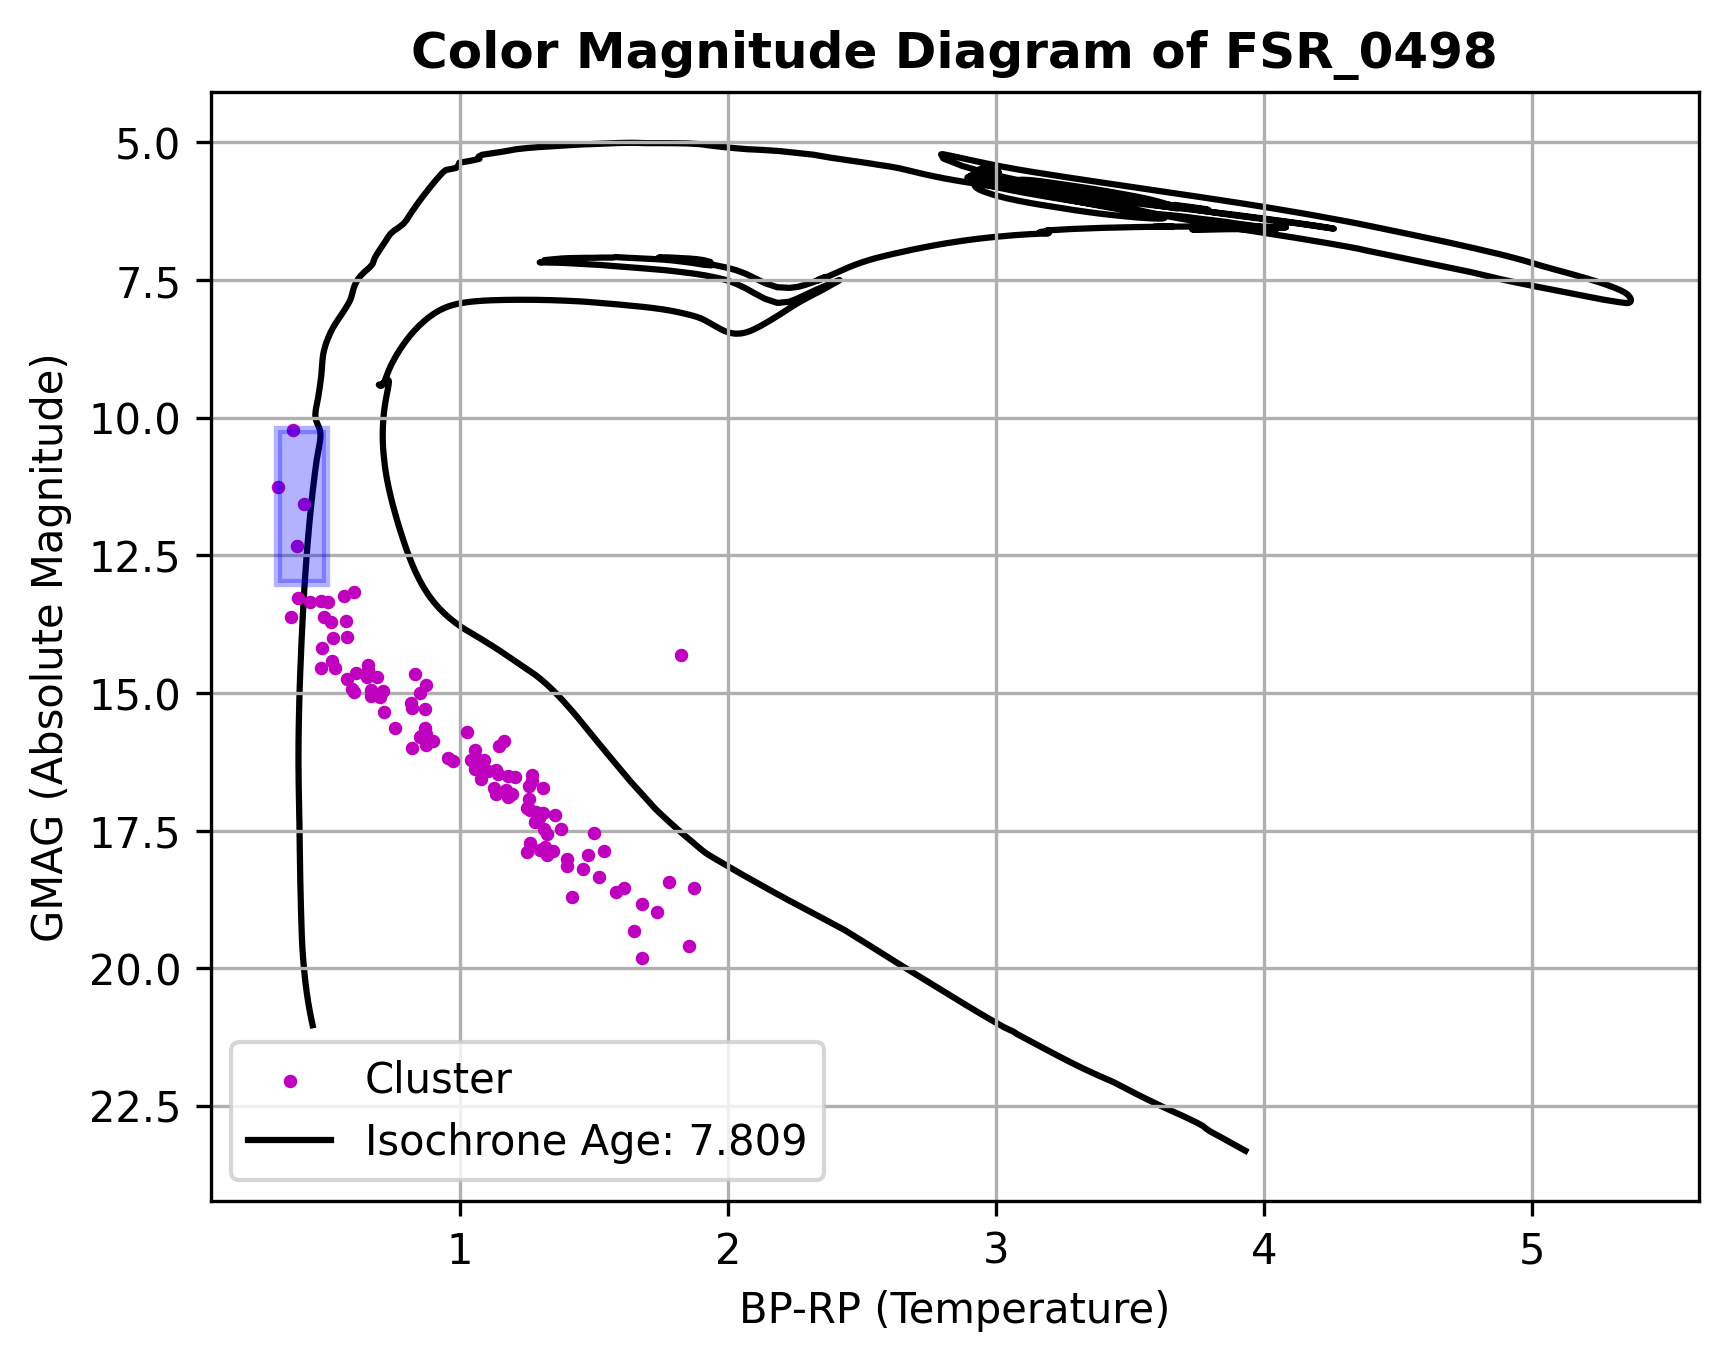 Color Magnitude Diagram of FSR_0498
GMAG (Absolute Magnitude)
5.0
7.5
10.0
12.5
15.0
17.5
20.0
22.5
Cluster
Isochrone Age: 7.809
1 2 3 4 5
BP-RP (Temperature)